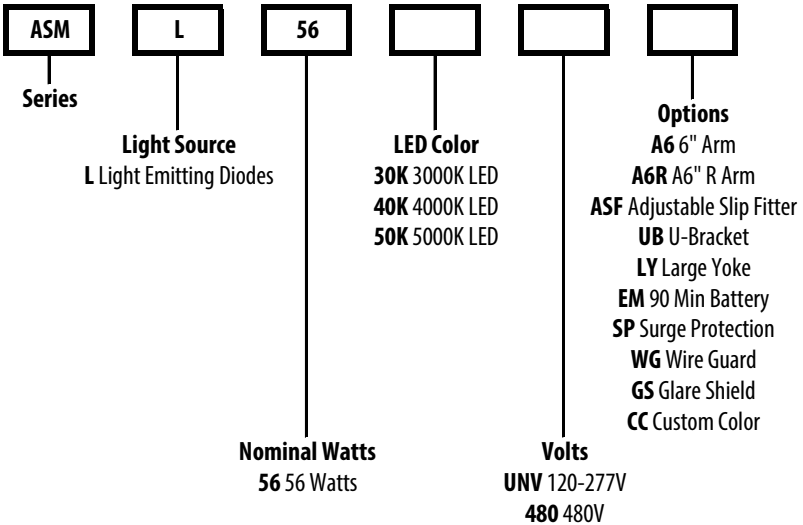 ASM L 56
Series
Light Source
L Light Emitting Diodes
Nominal Watts
56 56 Watts
LED Color
30K 3000K LED
40K 4000K LED
50K 5000K LED
Volts
UNV 120-277V
480 480V
Options
A6 6" Arm
A6R A6" R Arm
ASF Adjustable Slip Fitter
UB U-Bracket
LY Large Yoke
EM 90 Min Battery
SP Surge Protection
WG Wire Guard
GS Glare Shield
CC Custom Color